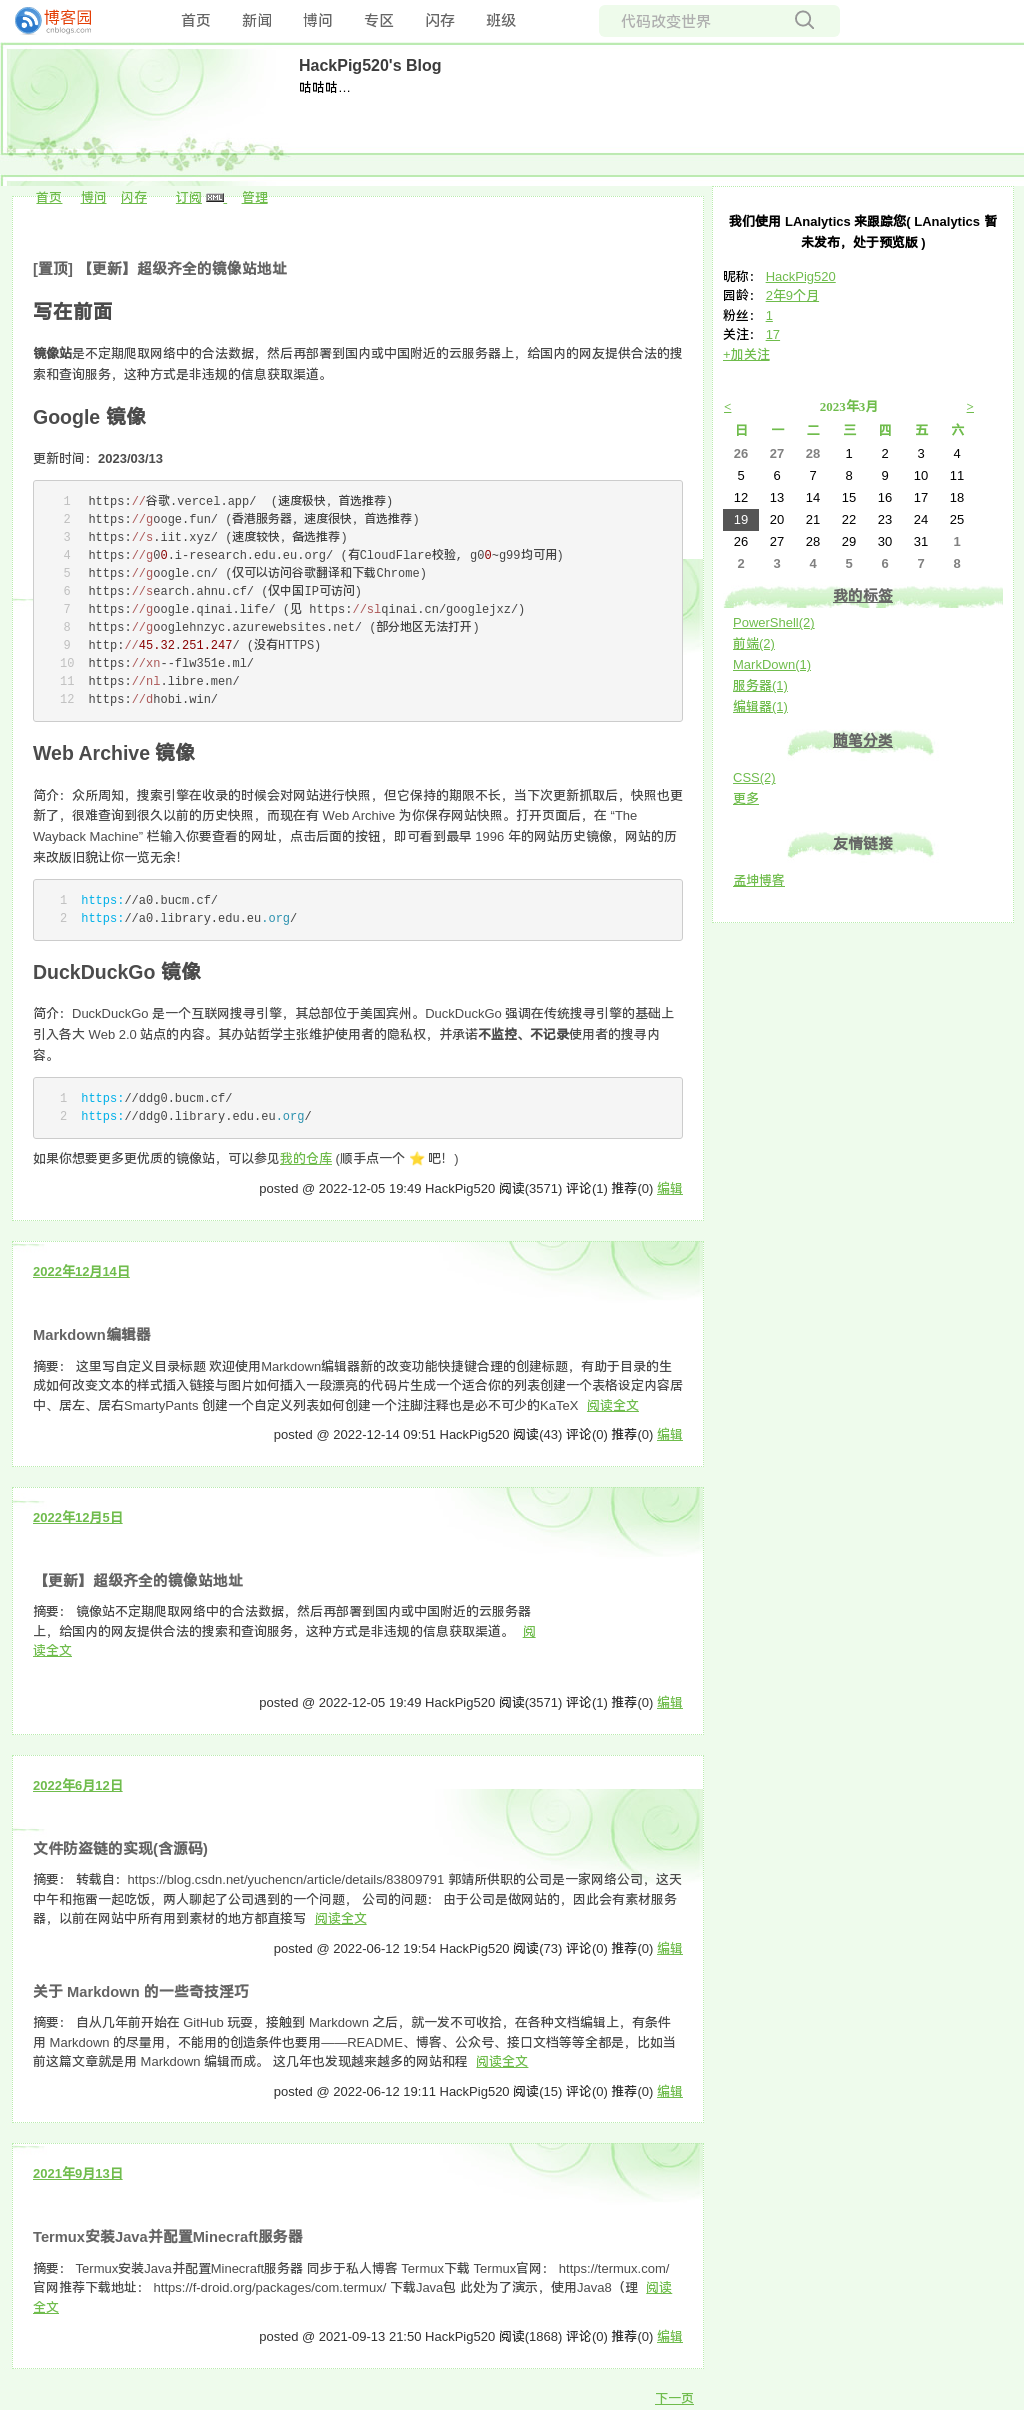 博客园
cnblogs.com
首页 新闻 博问 专区 闪存 班级
代码改变世界
HackPig520's Blog
咕咕咕…
首页 博问 闪存 订阅 XML 管理
[置顶] 【更新】超级齐全的镜像站地址
写在前面
镜像站是不定期爬取网络中的合法数据，然后再部署到国内或中国附近的云服务器上，给国内的网友提供合法的搜
索和查询服务，这种方式是非违规的信息获取渠道。
Google 镜像
更新时间：2023/03/13
1 https://谷歌.vercel.app/ (速度极快，首选推荐)
2 https://googe.fun/ (香港服务器，速度很快，首选推荐)
3 https://s.iit.xyz/ (速度较快，备选推荐)
4 https://g00.i-research.edu.eu.org/ (有CloudFlare校验, g00~g99均可用)
5 https://google.cn/ (仅可以访问谷歌翻译和下载Chrome)
6 https://search.ahnu.cf/ (仅中国IP可访问)
7 https://google.qinai.life/ (见 https://slqinai.cn/googlejxz/)
8 https://googlehnzyc.azurewebsites.net/ (部分地区无法打开)
9 http://45.32.251.247/ (没有HTTPS)
10 https://xn--flw351e.ml/
11 https://nl.libre.men/
12 https://dhobi.win/
Web Archive 镜像
简介：众所周知，搜索引擎在收录的时候会对网站进行快照，但它保持的期限不长，当下次更新抓取后，快照也更
新了，很难查询到很久以前的历史快照，而现在有 Web Archive 为你保存网站快照。打开页面后，在 “The
Wayback Machine” 栏输入你要查看的网址，点击后面的按钮，即可看到最早 1996 年的网站历史镜像，网站的历
来改版旧貌让你一览无余！
1 https://a0.bucm.cf/
2 https://a0.library.edu.eu.org/
DuckDuckGo 镜像
简介：DuckDuckGo 是一个互联网搜寻引擎，其总部位于美国宾州。DuckDuckGo 强调在传统搜寻引擎的基础上
引入各大 Web 2.0 站点的内容。其办站哲学主张维护使用者的隐私权，并承诺不监控、不记录使用者的搜寻内
容。
1 https://ddg0.bucm.cf/
2 https://ddg0.library.edu.eu.org/
如果你想要更多更优质的镜像站，可以参见我的仓库 (顺手点一个 ⭐ 吧！)
posted @ 2022-12-05 19:49 HackPig520 阅读(3571) 评论(1) 推荐(0) 编辑
2022年12月14日
Markdown编辑器
摘要： 这里写自定义目录标题 欢迎使用Markdown编辑器新的改变功能快捷键合理的创建标题，有助于目录的生
成如何改变文本的样式插入链接与图片如何插入一段漂亮的代码片生成一个适合你的列表创建一个表格设定内容居
中、居左、居右SmartyPants 创建一个自定义列表如何创建一个注脚注释也是必不可少的KaTeX 阅读全文
posted @ 2022-12-14 09:51 HackPig520 阅读(43) 评论(0) 推荐(0) 编辑
2022年12月5日
【更新】超级齐全的镜像站地址
摘要： 镜像站不定期爬取网络中的合法数据，然后再部署到国内或中国附近的云服务器
上，给国内的网友提供合法的搜索和查询服务，这种方式是非违规的信息获取渠道。 阅
读全文
posted @ 2022-12-05 19:49 HackPig520 阅读(3571) 评论(1) 推荐(0) 编辑
2022年6月12日
文件防盗链的实现(含源码)
摘要： 转载自：https://blog.csdn.net/yuchencn/article/details/83809791 郭靖所供职的公司是一家网络公司，这天
中午和拖雷一起吃饭，两人聊起了公司遇到的一个问题， 公司的问题： 由于公司是做网站的，因此会有素材服务
器，以前在网站中所有用到素材的地方都直接写 阅读全文
posted @ 2022-06-12 19:54 HackPig520 阅读(73) 评论(0) 推荐(0) 编辑
关于 Markdown 的一些奇技淫巧
摘要： 自从几年前开始在 GitHub 玩耍，接触到 Markdown 之后，就一发不可收拾，在各种文档编辑上，有条件
用 Markdown 的尽量用，不能用的创造条件也要用——README、博客、公众号、接口文档等等全都是，比如当
前这篇文章就是用 Markdown 编辑而成。 这几年也发现越来越多的网站和程 阅读全文
posted @ 2022-06-12 19:11 HackPig520 阅读(15) 评论(0) 推荐(0) 编辑
2021年9月13日
Termux安装Java并配置Minecraft服务器
摘要： Termux安装Java并配置Minecraft服务器 同步于私人博客 Termux下载 Termux官网： https://termux.com/
官网推荐下载地址： https://f-droid.org/packages/com.termux/ 下载Java包 此处为了演示，使用Java8（理 阅读
全文
posted @ 2021-09-13 21:50 HackPig520 阅读(1868) 评论(0) 推荐(0) 编辑
下一页
我们使用 LAnalytics 来跟踪您( LAnalytics 暂
未发布，处于预览版 )
昵称： HackPig520
园龄： 2年9个月
粉丝： 1
关注： 17
+加关注
< 2023年3月 >
日 一 二 三 四 五 六
26 27 28 1 2 3 4
5 6 7 8 9 10 11
12 13 14 15 16 17 18
19 20 21 22 23 24 25
26 27 28 29 30 31 1
2 3 4 5 6 7 8
我的标签
PowerShell(2)
前端(2)
MarkDown(1)
服务器(1)
编辑器(1)
随笔分类
CSS(2)
更多
友情链接
孟坤博客